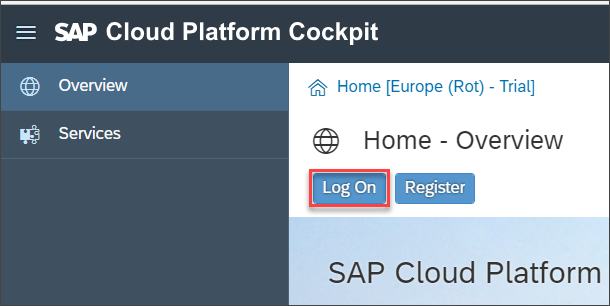 SAP Cloud Platform Cockpit
Overview
Services
Home [Europe (Rot) - Trial]
Home - Overview
Log On Register
SAP Cloud Platform